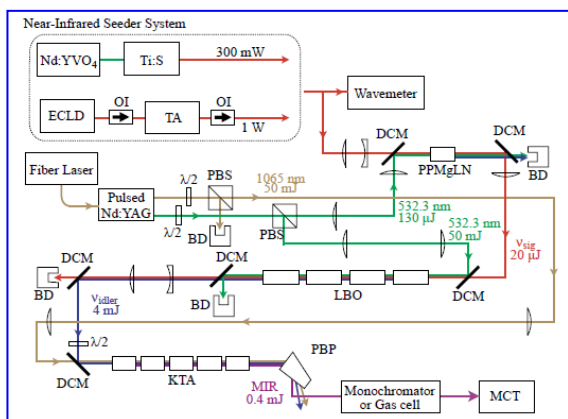 Near-Infrared Seeder System
Nd:YVO4
Ti:S
300 mW
ECLD
OI
TA
OI
1 W
Wavemeter
DCM
DCM
PPMgLN
BD
Fiber Laser
Pulsed
Nd:YAG
λ/2
λ/2
PBS
1065 nm
50 mJ
PBS
BD
532.3 nm
130 µJ
532.3 nm
50 mJ
νsig
20 µJ
DCM
DCM
BD
νidler
4 mJ
BD
LBO
DCM
λ/2
DCM
KTA
PBP
MIR
0.4 mJ
Monochromator
or Gas cell
MCT